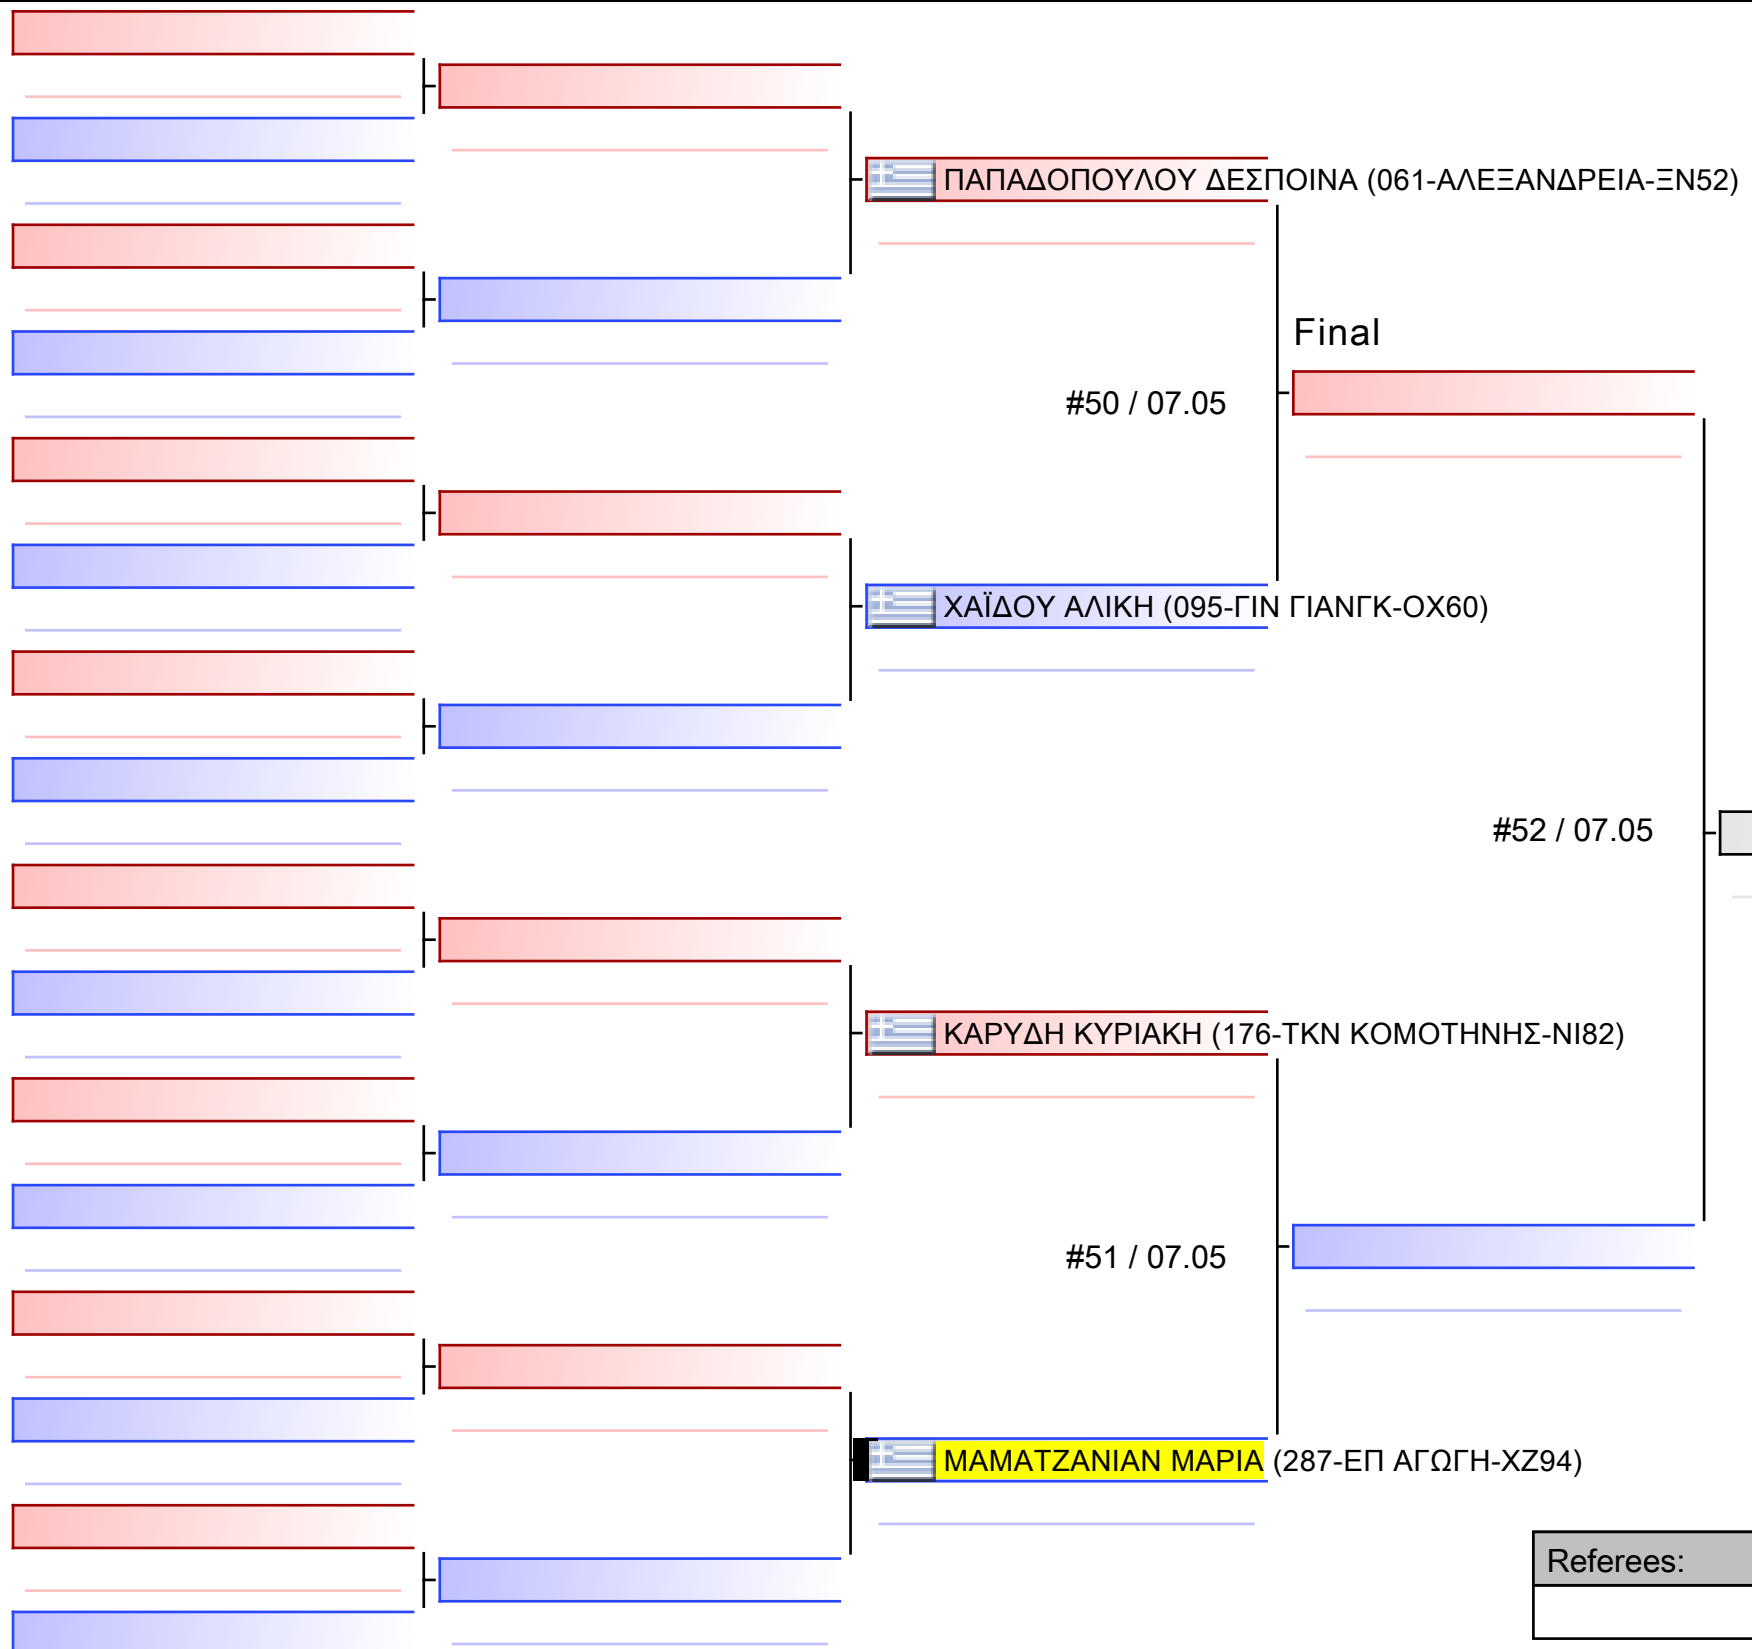 ΠΑΠΑΔΟΠΟΥΛΟΥ ΔΕΣΠΟΙΝΑ (061-ΑΛΕΞΑΝΔΡΕΙΑ-ΞΝ52)
Final
#50 / 07.05
ΧΑΪΔΟΥ ΑΛΙΚΗ (095-ΓΙΝ ΓΙΑΝΓΚ-ΟΧ60)
#52 / 07.05
ΚΑΡΥΔΗ ΚΥΡΙΑΚΗ (176-ΤΚΝ ΚΟΜΟΤΗΝΗΣ-ΝΙ82)
#51 / 07.05
ΜΑΜΑΤΖΑΝΙΑΝ ΜΑΡΙΑ (287-ΕΠ ΑΓΩΓΗ-ΧΖ94)
Referees: